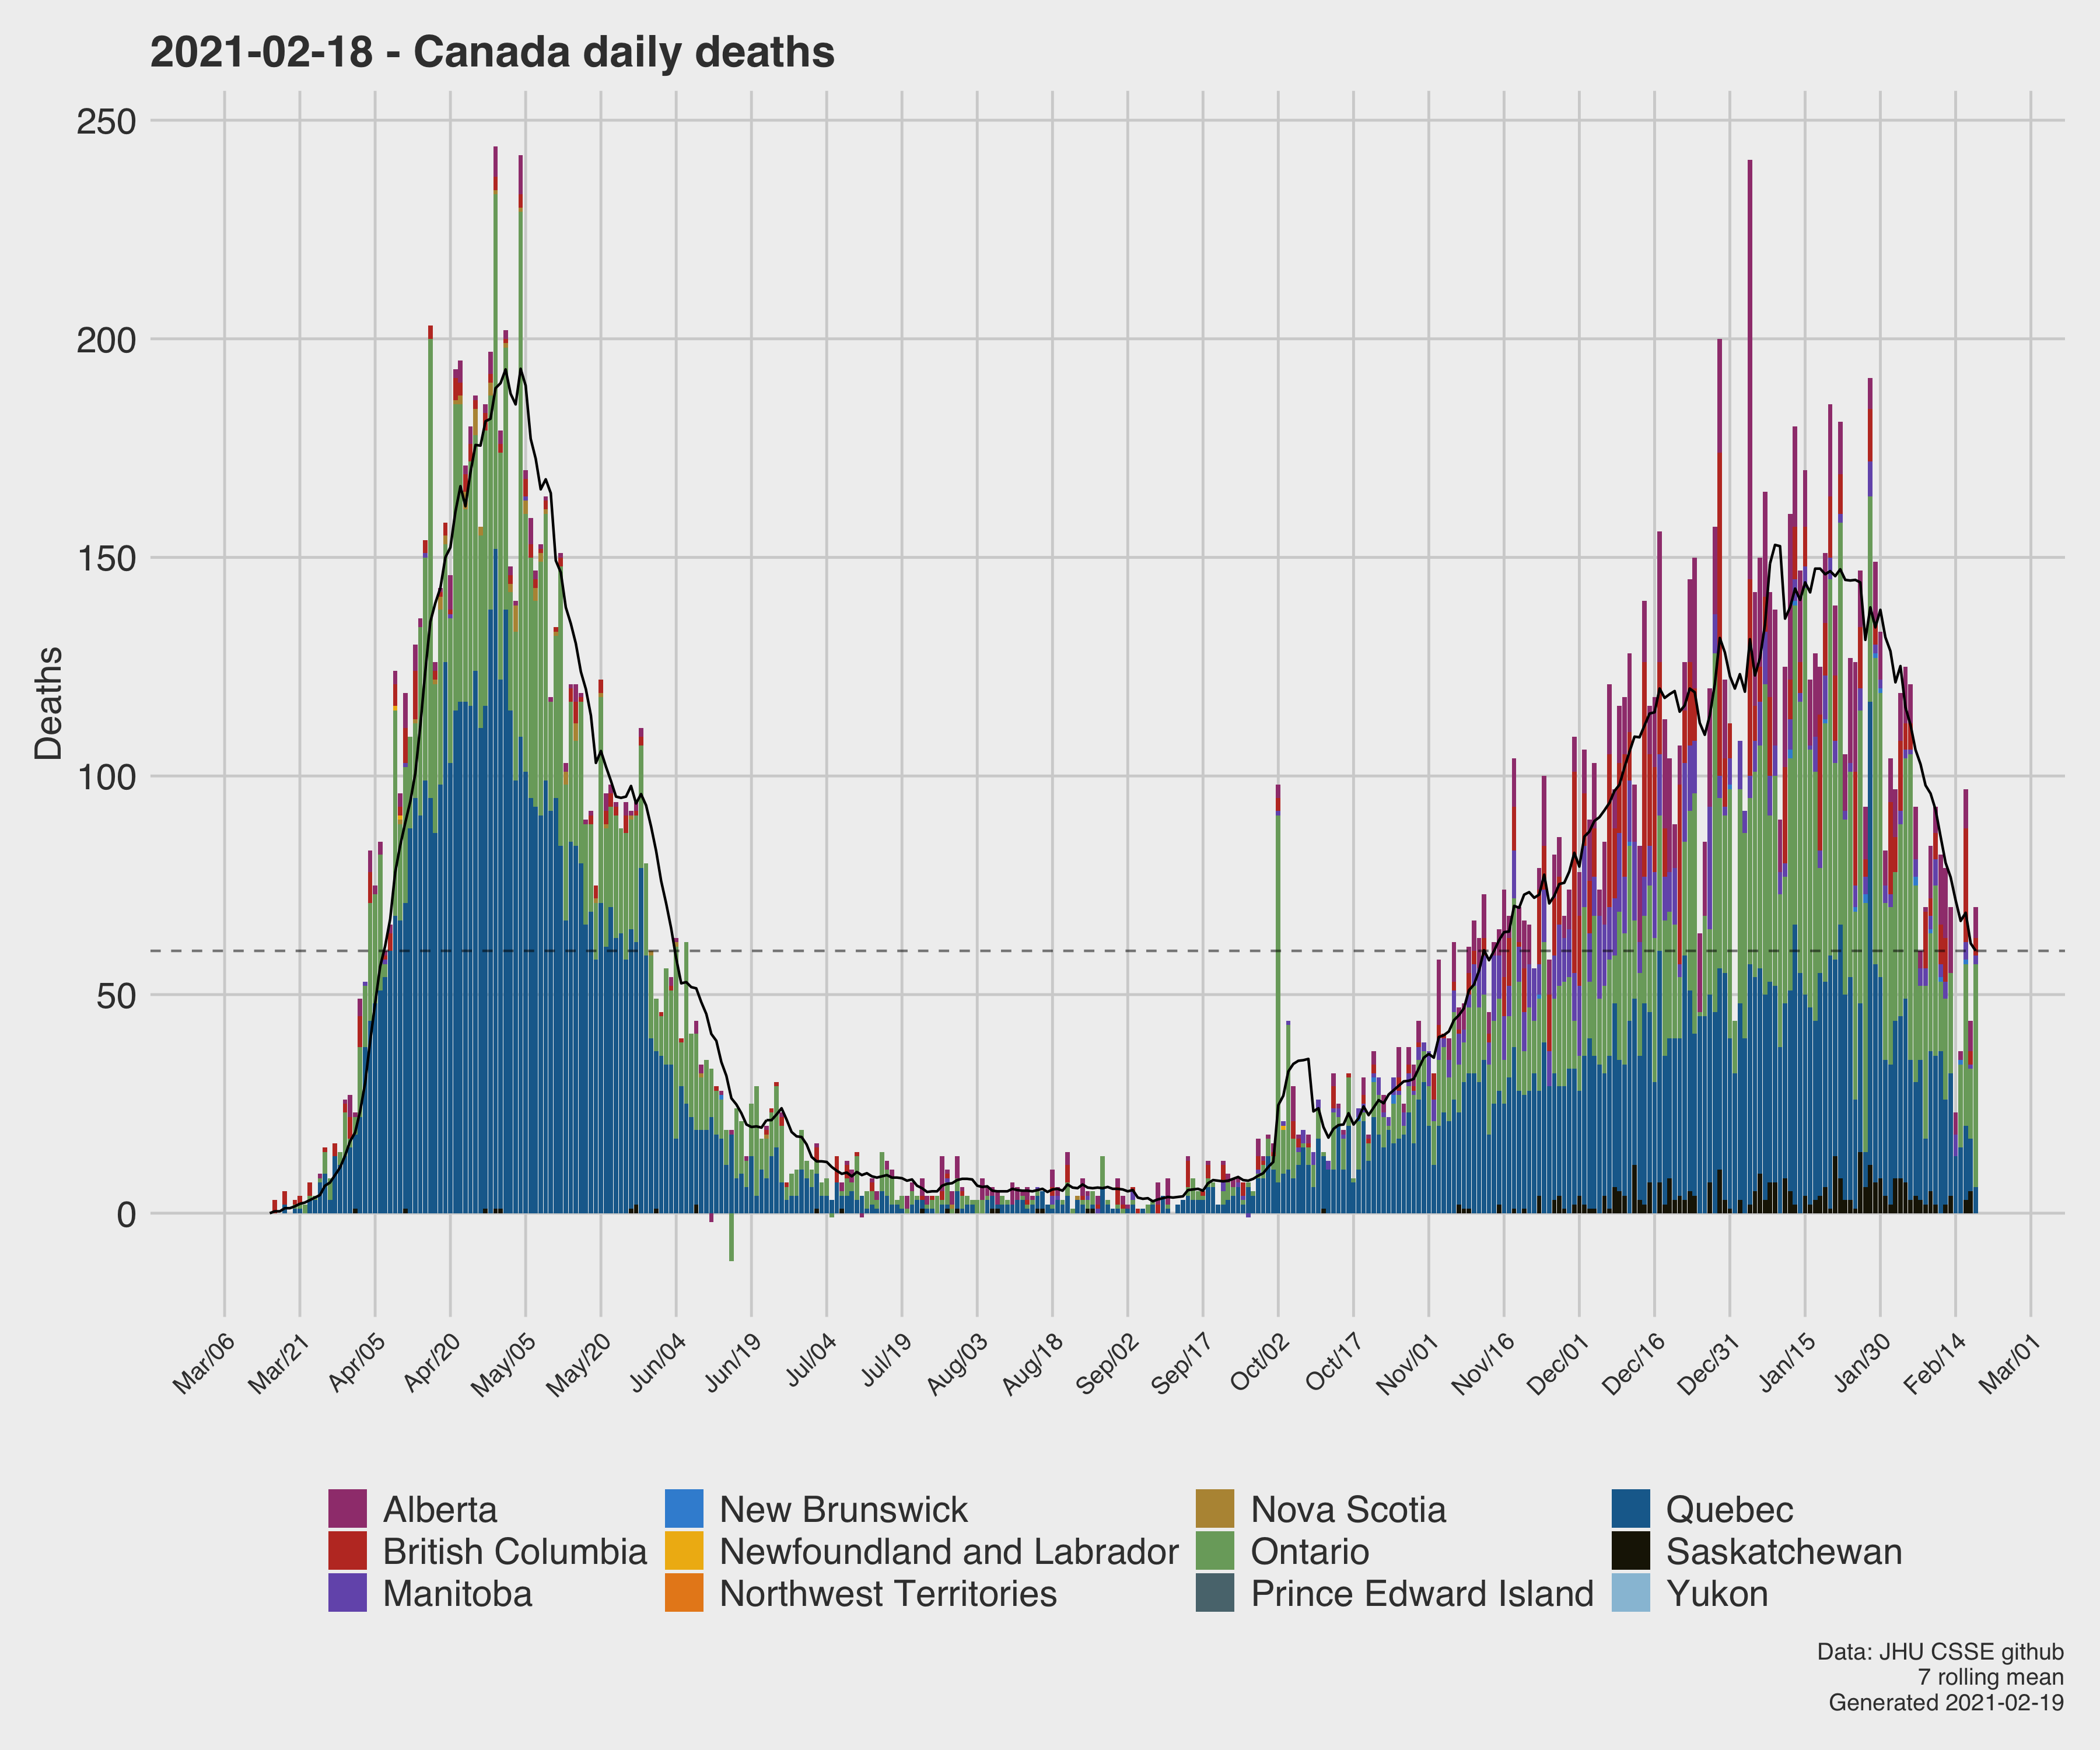 2021-02-18 - Canada daily deaths
250
200
150
100
50
0
Deaths
Mar/06
Mar/21
Apr/05
Apr/20
May/05
May/20
Jun/04
Jun/19
Jul/04
Jul/19
Aug/03
Aug/18
Sep/02
Sep/17
Oct/02
Oct/17
Nov/01
Nov/16
Dec/01
Dec/16
Dec/31
Jan/15
Jan/30
Feb/14
Mar/01
Alberta
British Columbia
Manitoba
New Brunswick
Newfoundland and Labrador
Northwest Territories
Nova Scotia
Ontario
Prince Edward Island
Quebec
Saskatchewan
Yukon
Data: JHU CSSE github
7 rolling mean
Generated 2021-02-19